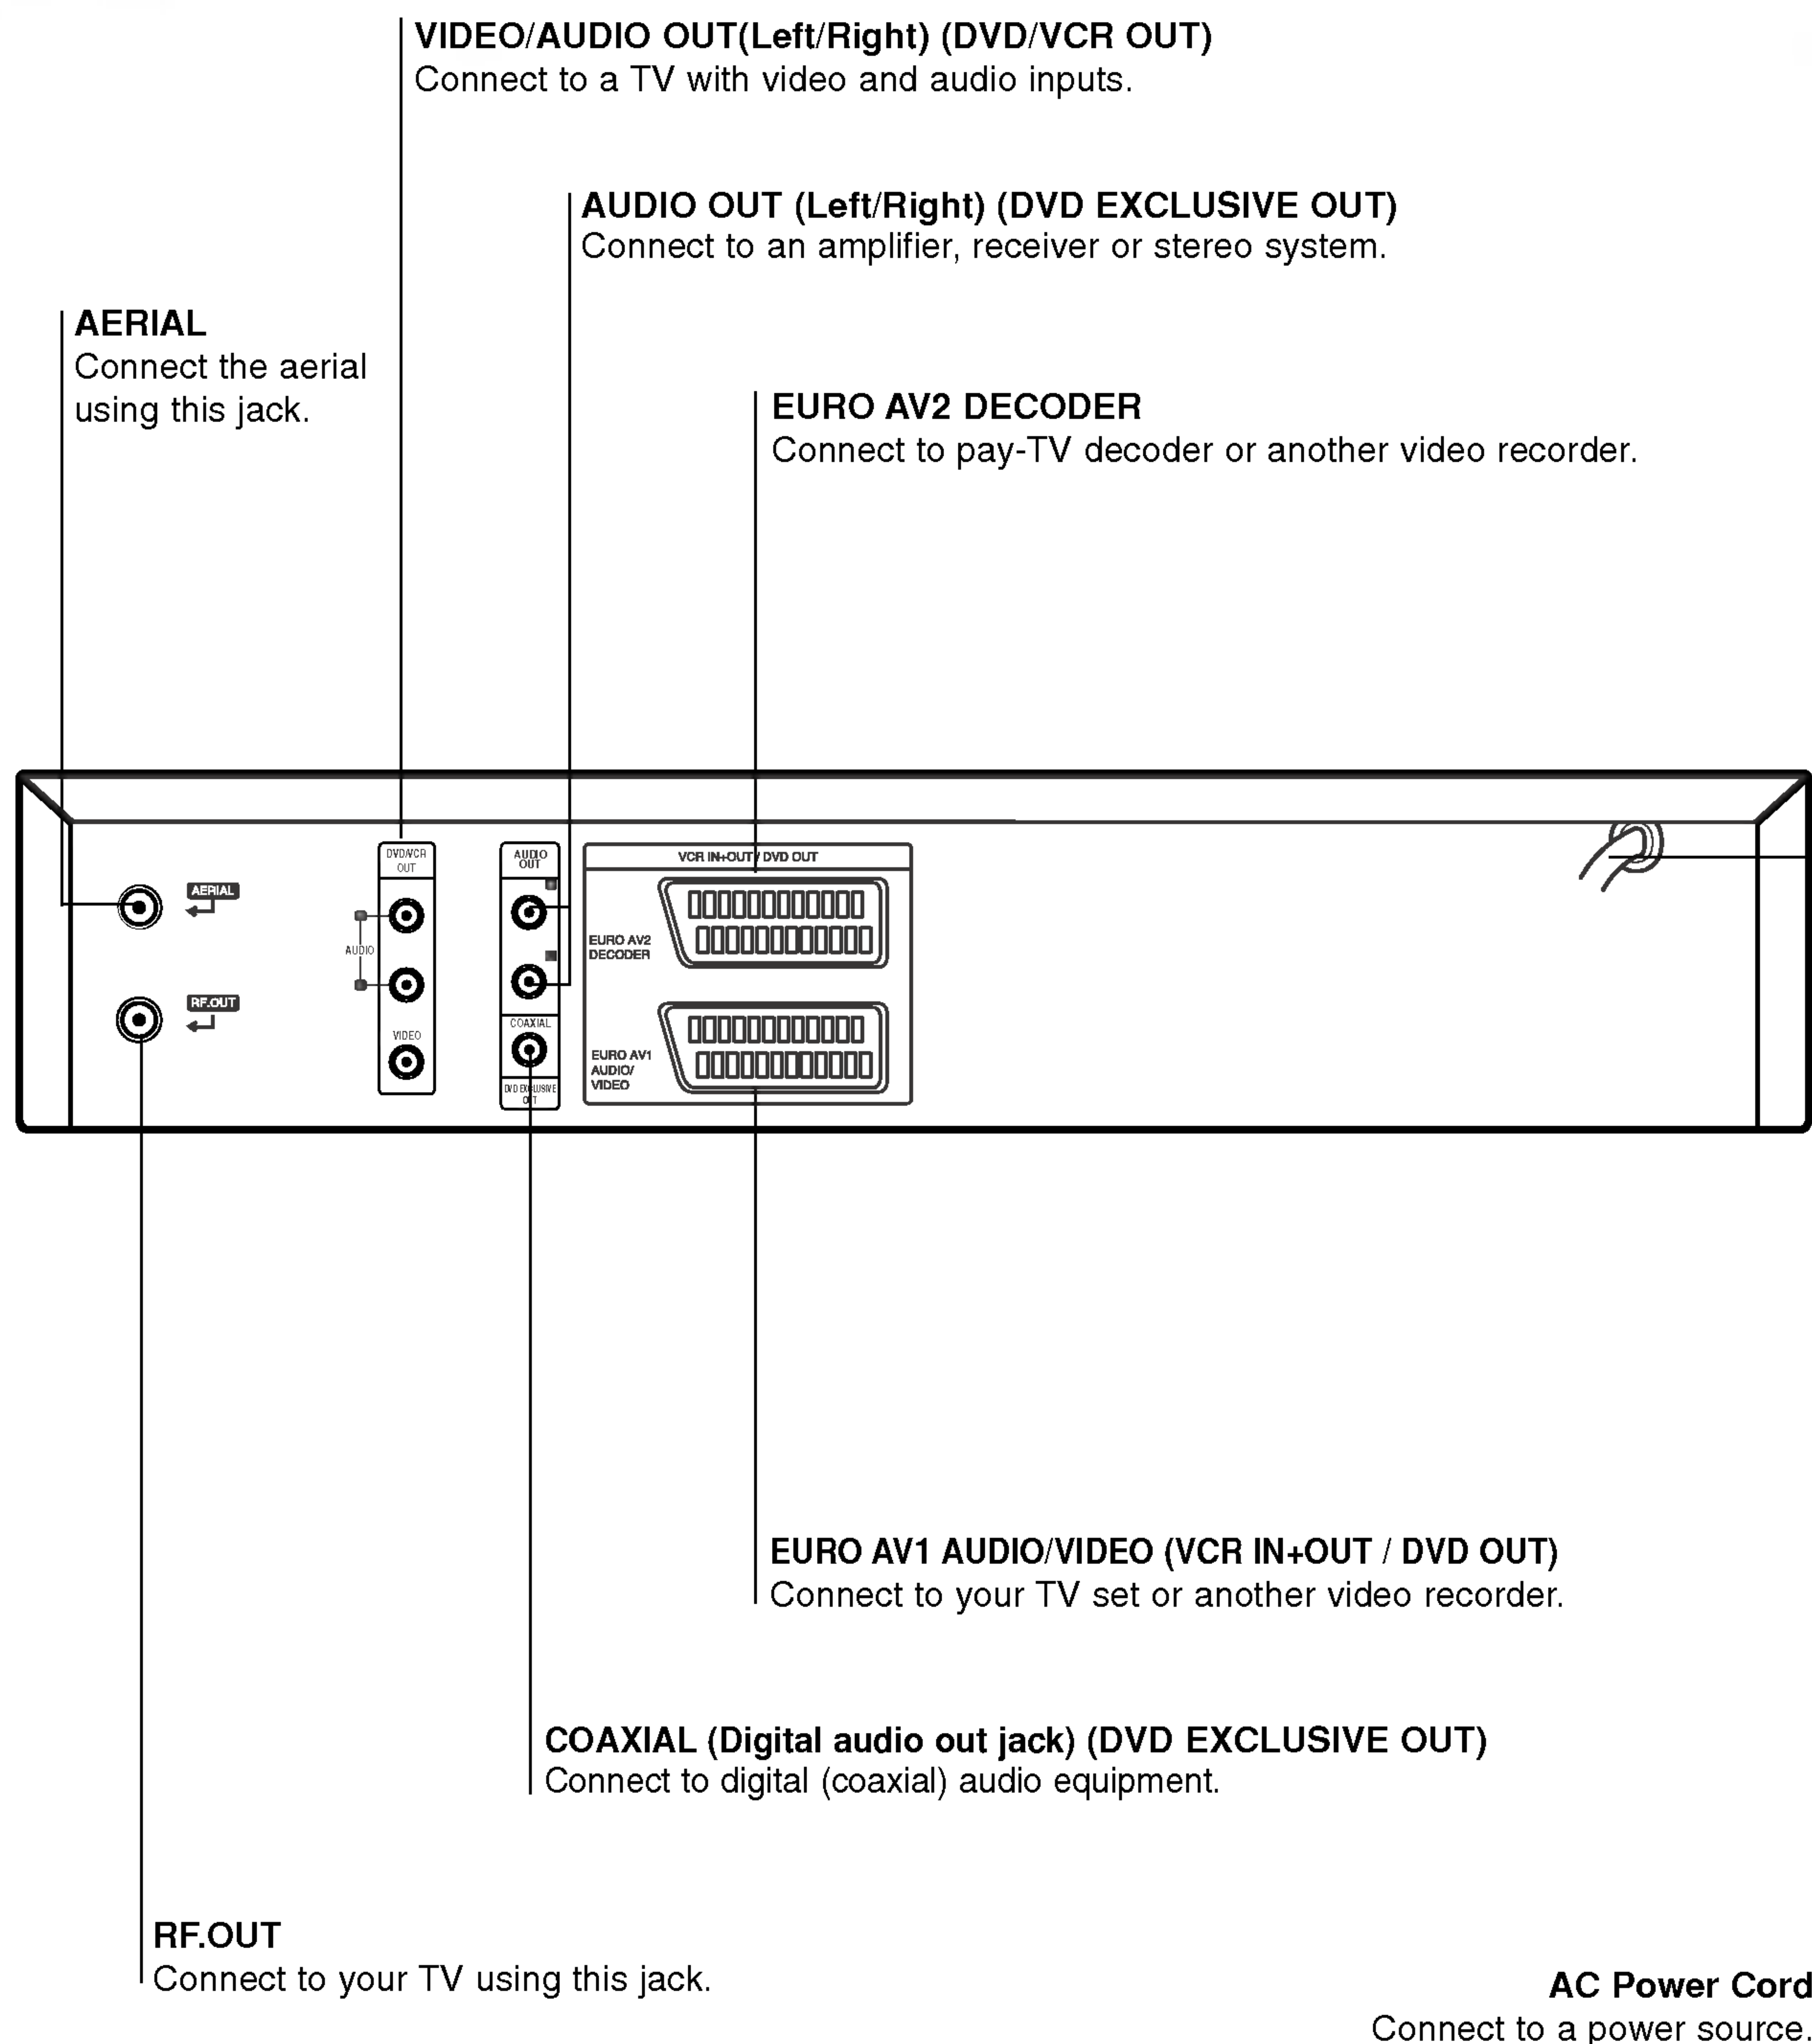 VIDEO/AUDIO OUT(Left/Right) (DVD/VCR OUT)
Connect to a TV with video and audio inputs.
AUDIO OUT (Left/Right) (DVD EXCLUSIVE OUT)
Connect to an amplifier, receiver or stereo system.
AERIAL
Connect the aerial
using this jack.
EURO AV2 DECODER
Connect to pay-TV decoder or another video recorder.
AERIAL
RF.OUT
DVD/VCR
OUT
AUDIO
VIDEO
AUDIO
OUT
COAXIAL
DVD EXCLUSIVE
OUT
VCR IN+OUT / DVD OUT
EURO AV2
DECODER
EURO AV1
AUDIO/
VIDEO
EURO AV1 AUDIO/VIDEO (VCR IN+OUT / DVD OUT)
Connect to your TV set or another video recorder.
COAXIAL (Digital audio out jack) (DVD EXCLUSIVE OUT)
Connect to digital (coaxial) audio equipment.
RF.OUT
Connect to your TV using this jack.
AC Power Cord
Connect to a power source.